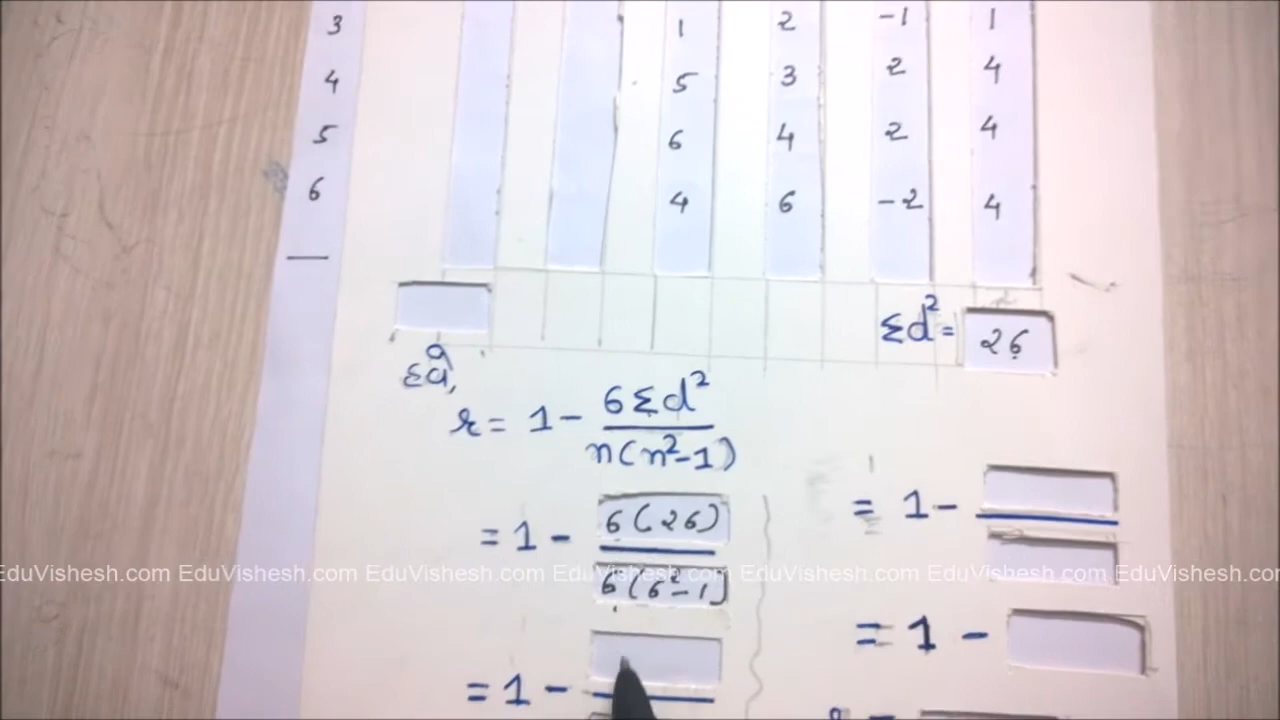 3 1 2 -1 1
4 5 3 2 4
5 6 4 2 4
6 4 6 -2 4
Σd² = 26
હવે,
r = 1 - 6Σd² / n(n²-1)
= 1 - 6(26) / 6(6²-1)
= 1 -
= 1 -
= 1 -
EduVishesh.com EduVishesh.com EduVishesh.com EduVishesh.com EduVishesh.com EduVishesh.com EduVishesh.com